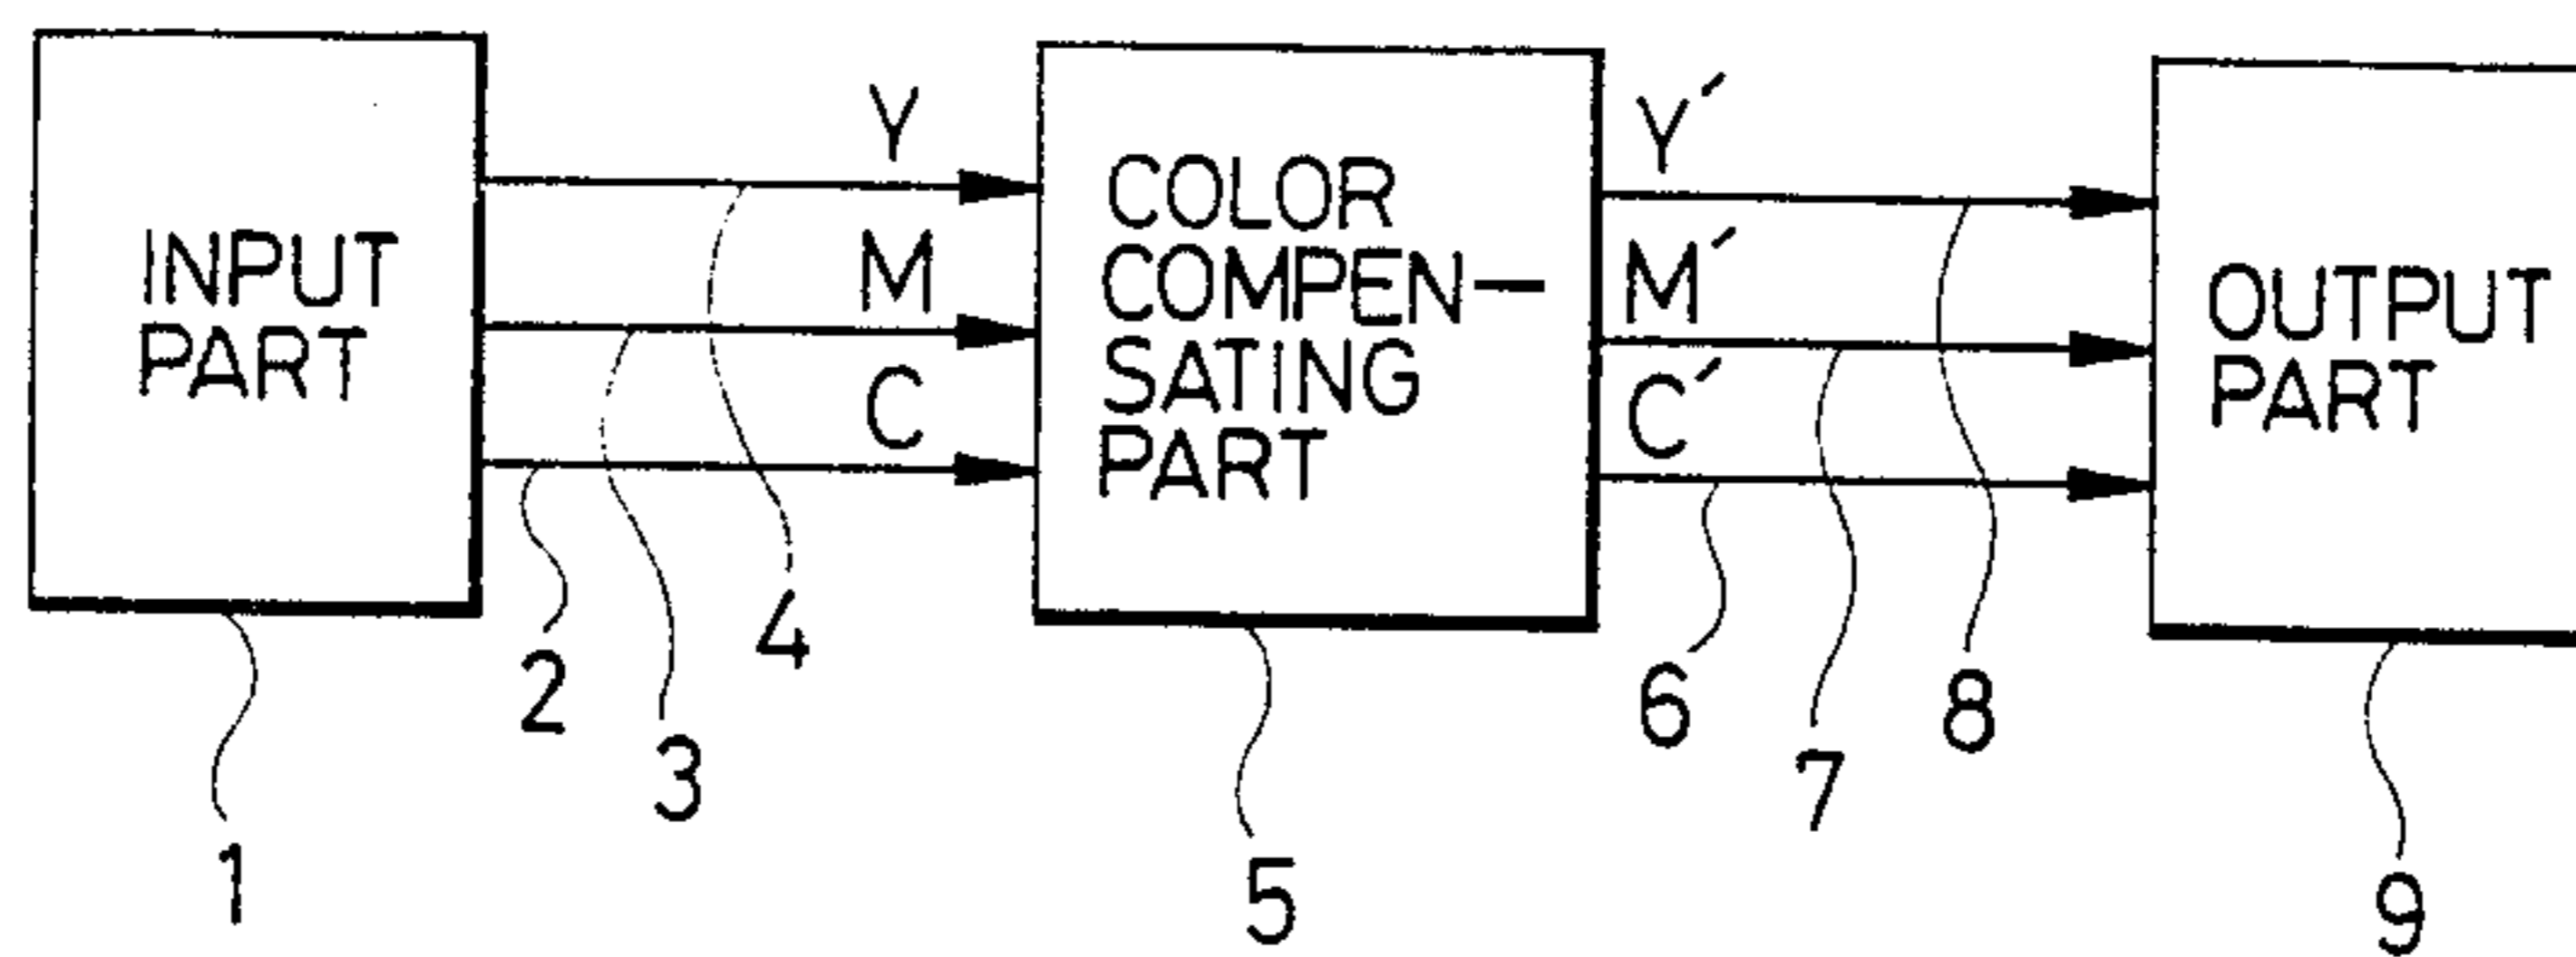 INPUT
PART
Y
M
C
COLOR
COMPEN-
SATING
PART
Y′
M′
C′
OUTPUT
PART
1
2
3
4
5
6
7
8
9